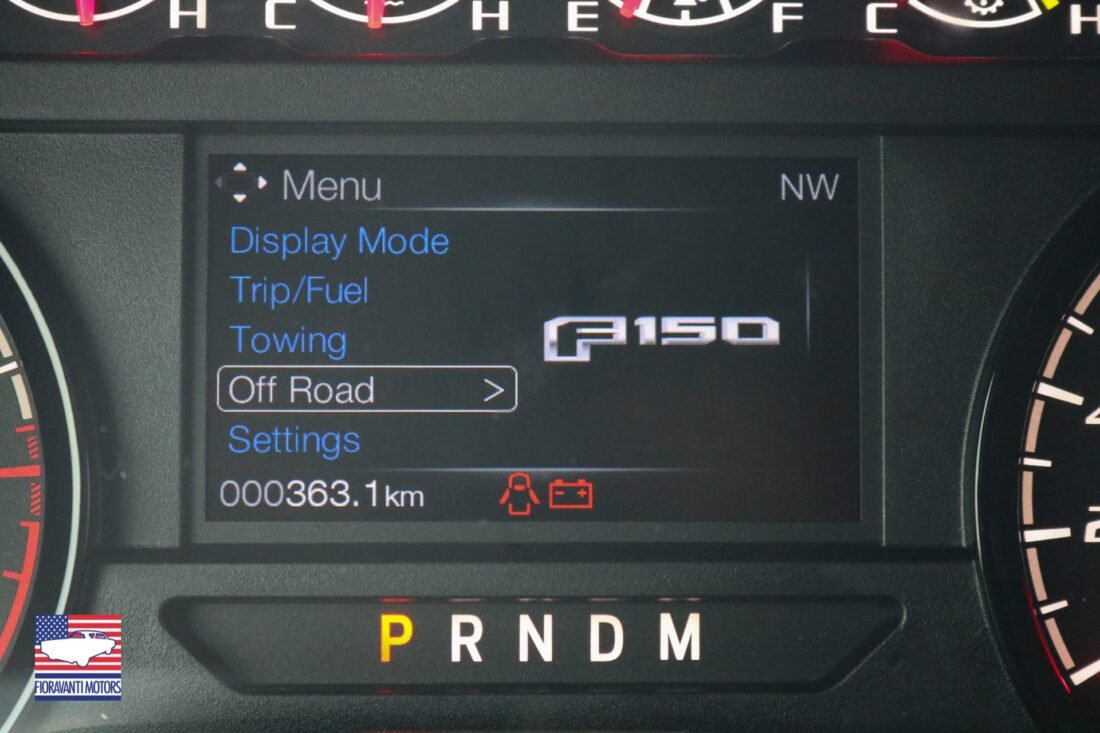 H C H E F C H
Menu NW
Display Mode
Trip/Fuel
Towing
F150
Off Road >
Settings
000363.1km
P R N D M
FIORAVANTI MOTORS